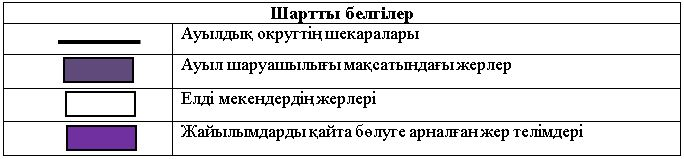 Шартты белгілер
Ауылдық округтің шекаралары
Ауыл шаруашылығы мақсатындағы жерлер
Елді мекендердің жерлері
Жайылымдарды қайта бөлуге арналған жер телімдері